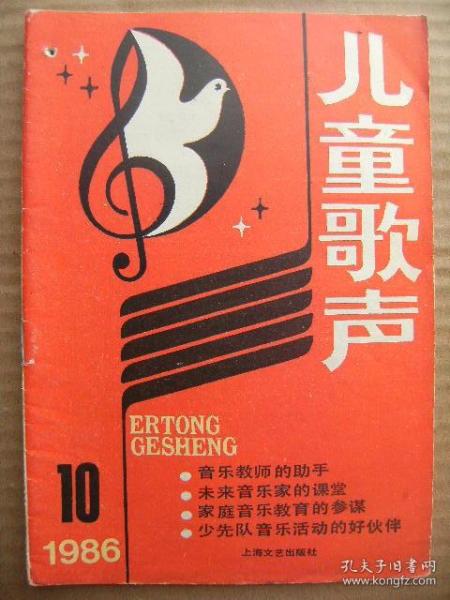 儿童歌声
ERTONG
GESHENG
音乐教师的助手
未来音乐家的课堂
家庭音乐教育的参谋
少先队音乐活动的好伙伴
10
1986
上海文艺出版社
孔夫子旧书网
www.kongfz.com